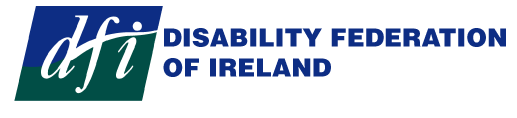 dfi
DISABILITY FEDERATION
OF IRELAND